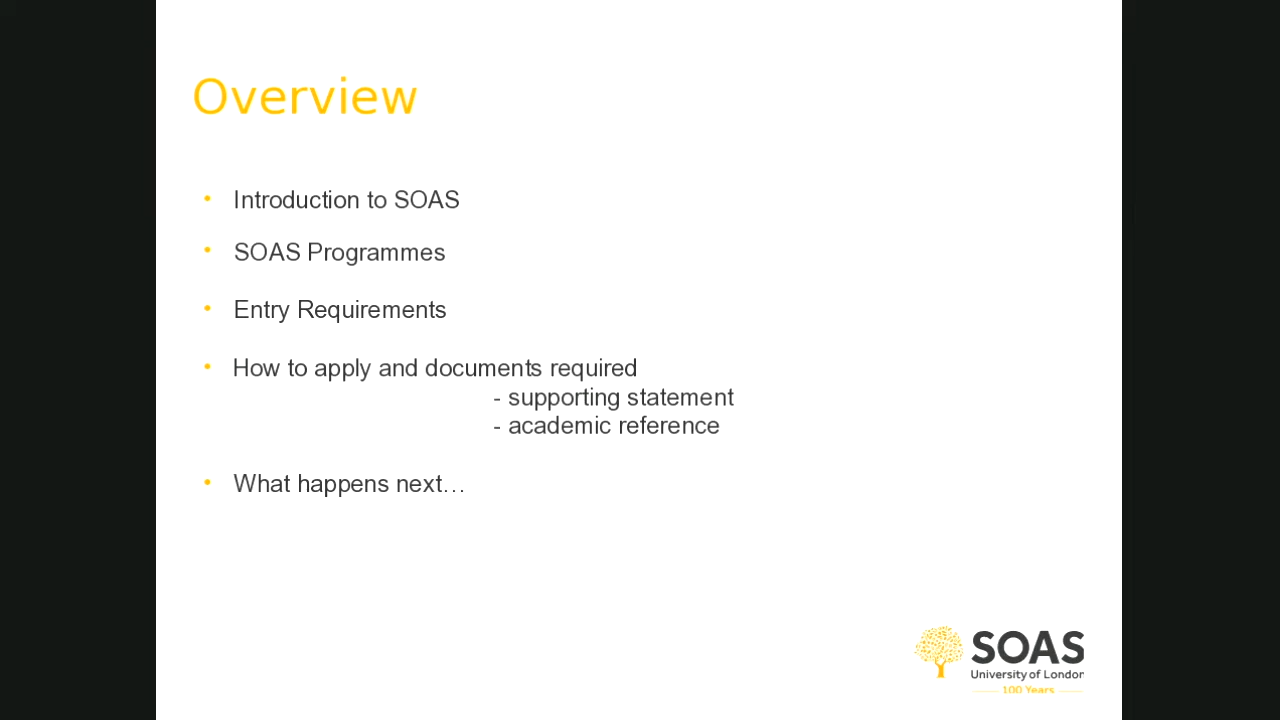 Overview
• Introduction to SOAS
• SOAS Programmes
• Entry Requirements
• How to apply and documents required
- supporting statement
- academic reference
• What happens next…
SOAS
University of London
100 Years